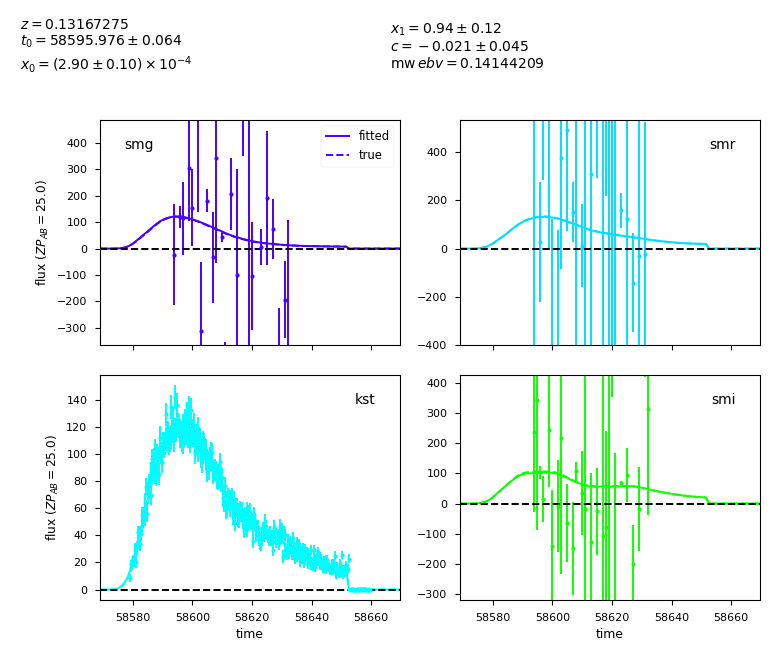 z = 0.13167275
t₀ = 58595.976 ± 0.064
x₀ = (2.90 ± 0.10) × 10⁻⁴
x₁ = 0.94 ± 0.12
c = −0.021 ± 0.045
mw ebv = 0.14144209
smg
fitted
true
400
300
200
100
0
−100
−200
−300
flux (ZP_AB = 25.0)
smr
400
200
0
−200
−400
kst
140
120
100
80
60
40
20
0
flux (ZP_AB = 25.0)
58580 58600 58620 58640 58660
time
smi
400
300
200
100
0
−100
−200
−300
58580 58600 58620 58640 58660
time